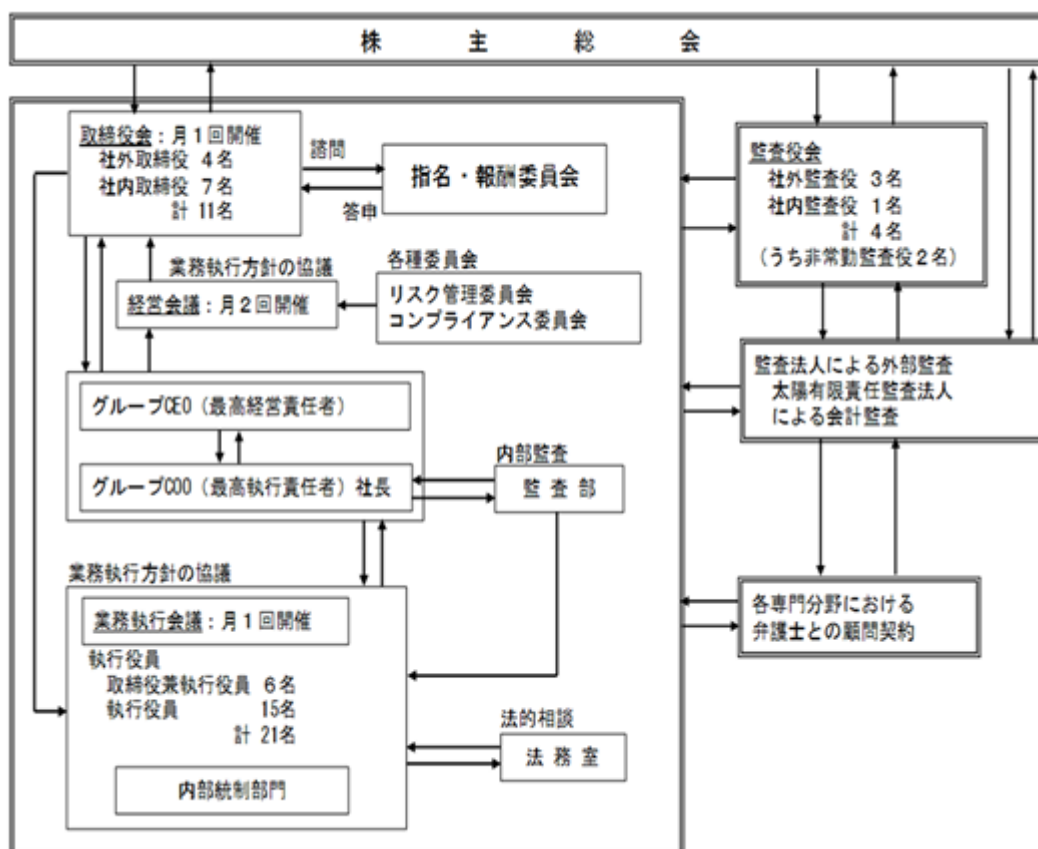 株主総会
取締役会：月１回開催
社外取締役 ４名
社内取締役 ７名
計 11名
諮問
答申
指名・報酬委員会
業務執行方針の協議
経営会議：月２回開催
各種委員会
リスク管理委員会
コンプライアンス委員会
グループCEO（最高経営責任者）
グループCOO（最高執行責任者）社長
内部監査
監査部
業務執行方針の協議
業務執行会議：月１回開催
執行役員
取締役兼執行役員 ６名
執行役員 15名
計 21名
内部統制部門
法的相談
法務室
監査役会
社外監査役 ３名
社内監査役 １名
計 ４名
（うち非常勤監査役２名）
監査法人による外部監査
太陽有限責任監査法人
による会計監査
各専門分野における
弁護士との顧問契約